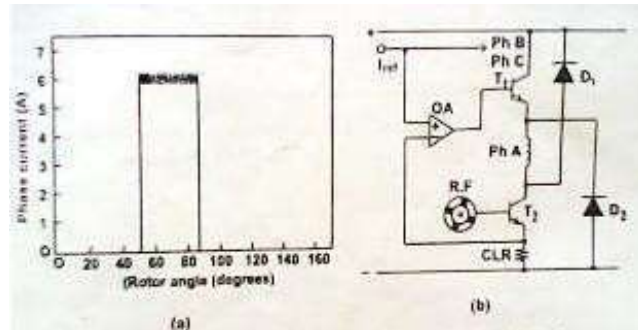 7
6
5
4
3
2
1
0
Phase current (A)
O 20 40 50 80 100 120 140 160
(Rotor angle (degrees)
(a)
+
Iref
Ph B
Ph C
T1
D1
OA
+
−
Ph A
R.F
T2
D2
CLR
−
(b)